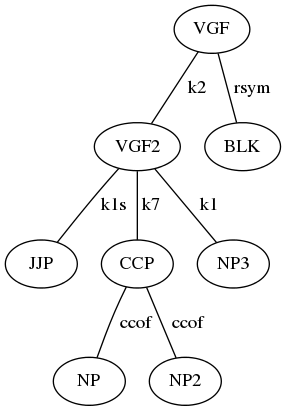 VGF
k2 rsym
VGF2 BLK
k1s k7 k1
JJP CCP NP3
ccof ccof
NP NP2